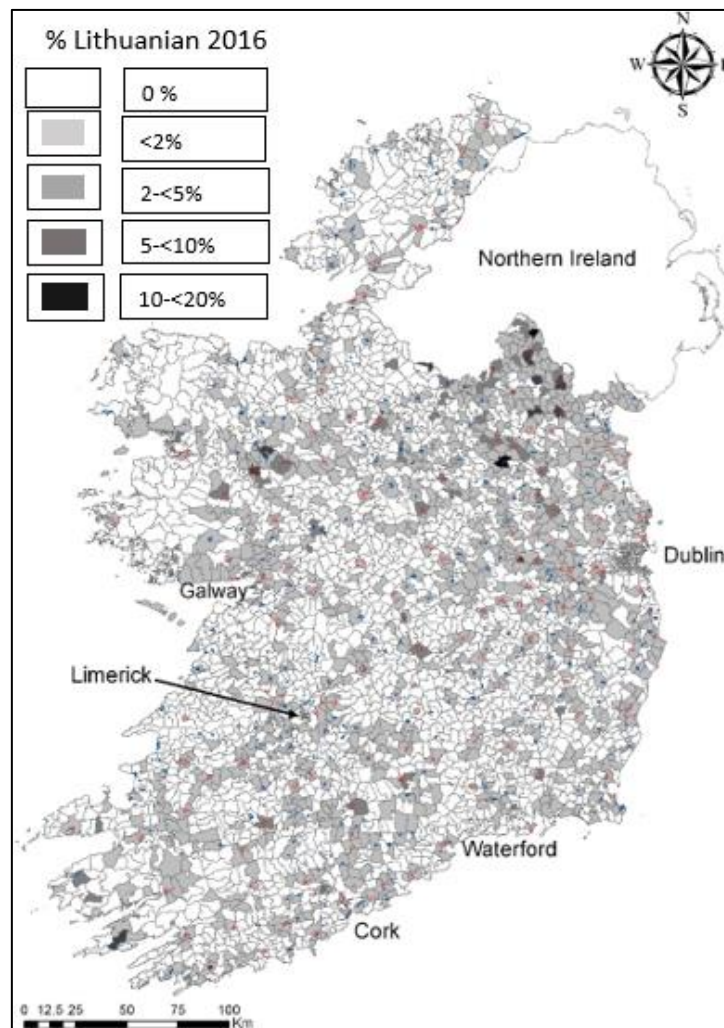 % Lithuanian 2016
0 %
<2%
2-<5%
5-<10%
10-<20%
N
W
S
Northern Ireland
Dublin
Galway
Limerick
Waterford
Cork
0 12.5 25 50 75 100
Km